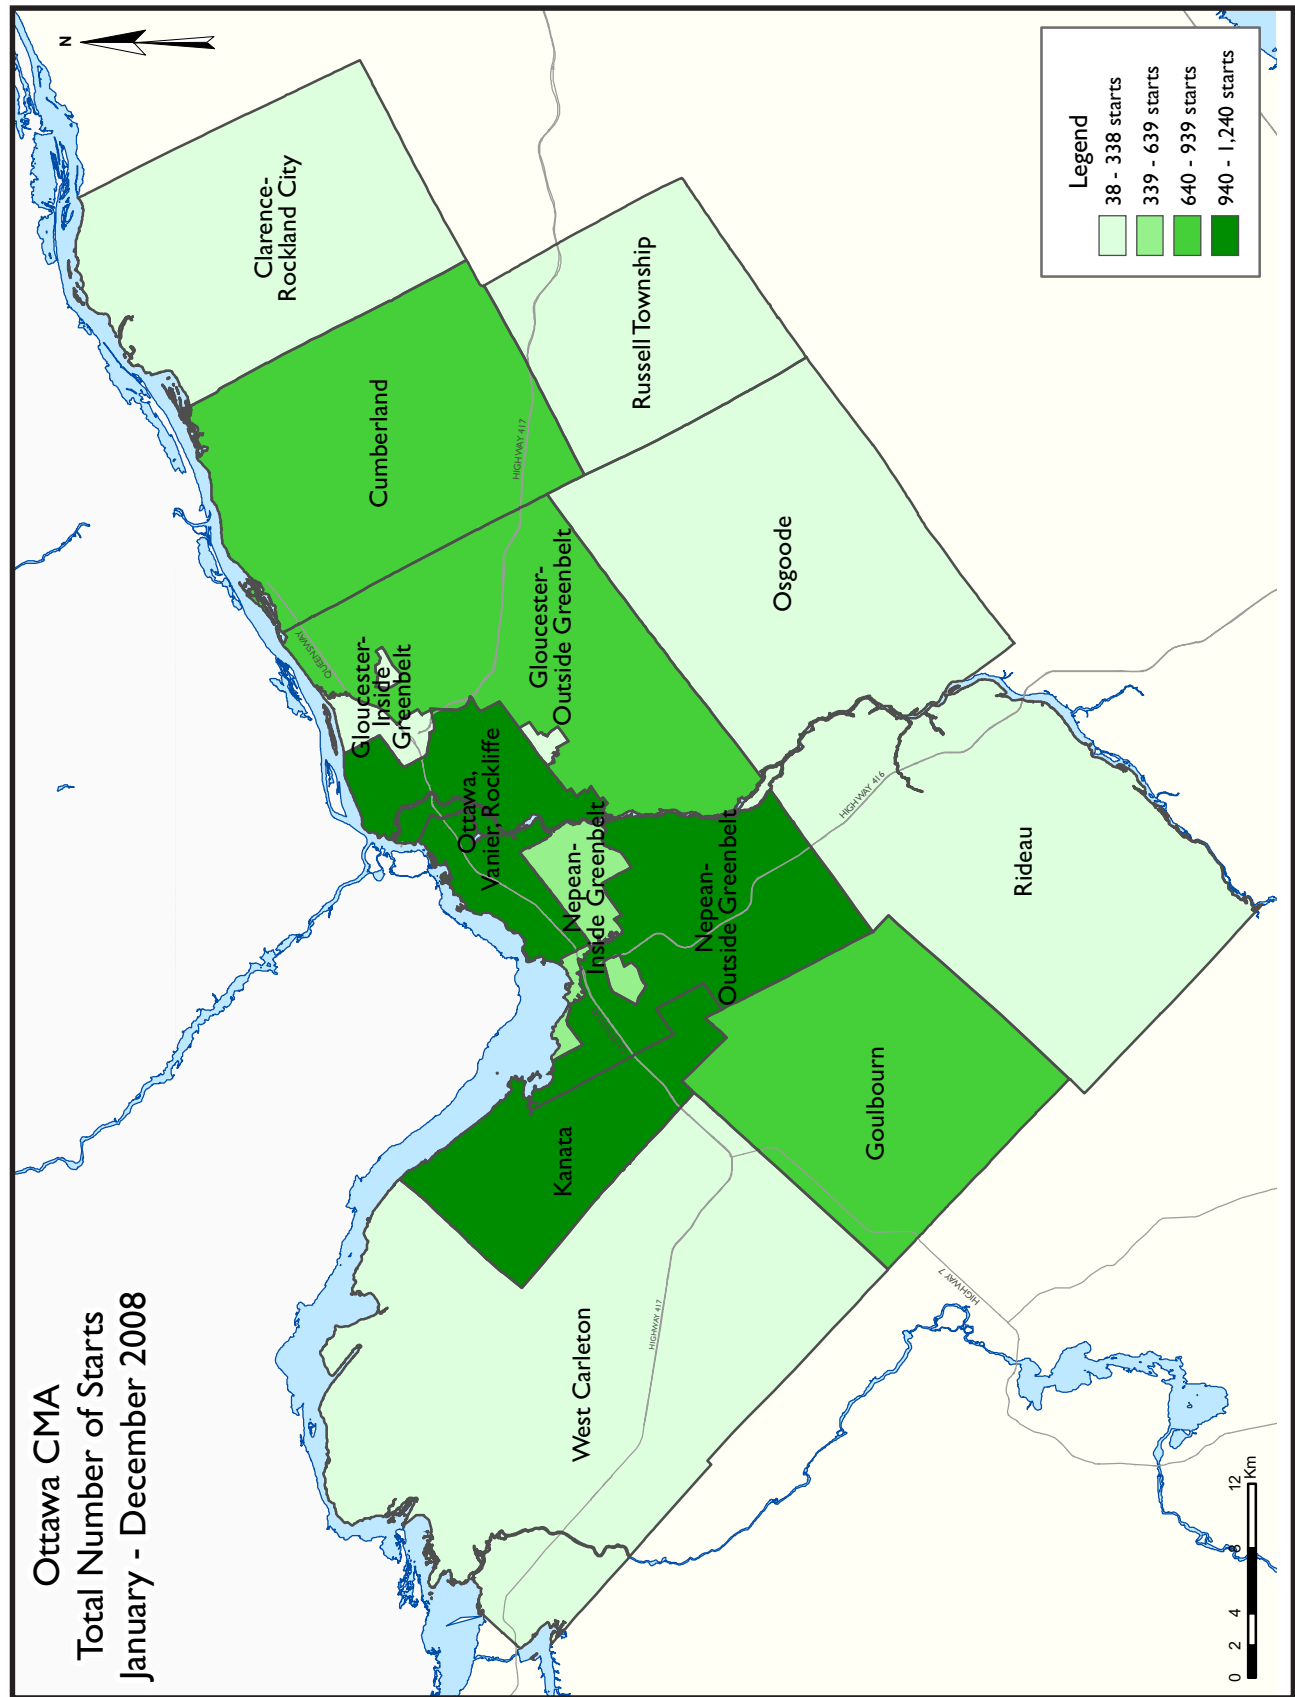 Ottawa CMA
Total Number of Starts
January - December 2008
N
Clarence-
Rockland City
Cumberland
Russell Township
HIGHWAY 417
QUEENSWAY
Gloucester-
Inside
Greenbelt
Gloucester-
Outside Greenbelt
Osgoode
Ottawa,
Vanier, Rockliffe
Nepean-
Inside Greenbelt
Nepean-
Outside Greenbelt
HIGHWAY 416
Rideau
Kanata
Goulbourn
West Carleton
HIGHWAY 417
HIGHWAY 7
Legend
38 - 338 starts
339 - 639 starts
640 - 939 starts
940 - 1,240 starts
0 2 4 8 12
Km